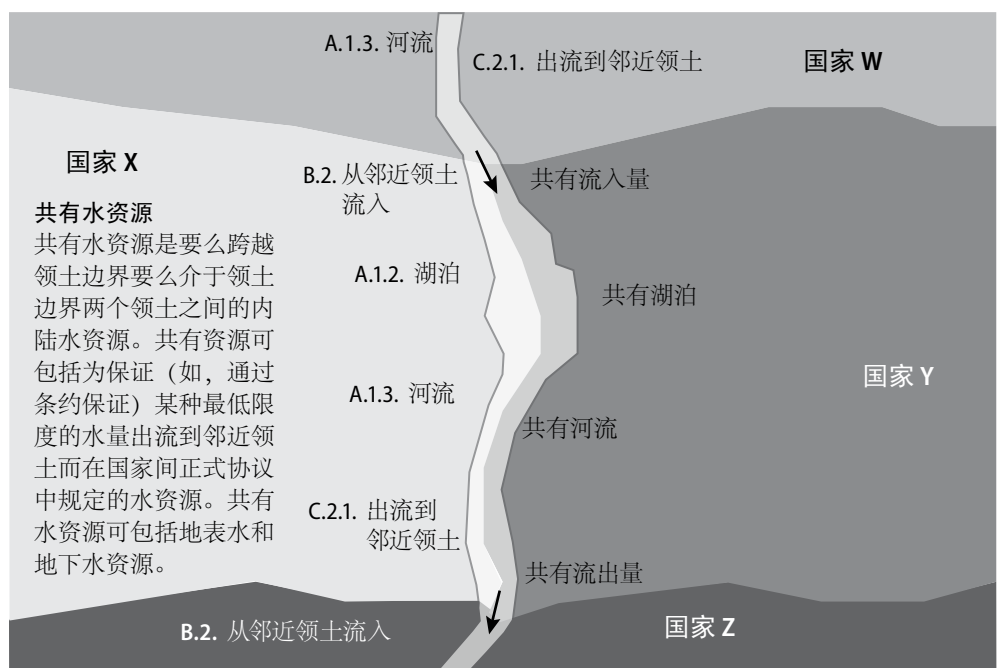 A.1.3. 河流
C.2.1. 出流到邻近领土
国家 W
国家 X
共有水资源
共有水资源是要么跨越
领土边界要么介于领土
边界两个领土之间的内
陆水资源。共有资源可
包括为保证（如，通过
条约保证）某种最低限
度的水量出流到邻近领
土而在国家间正式协议
中规定的水资源。共有
水资源可包括地表水和
地下水资源。
B.2. 从邻近领土
流入
共有流入量
A.1.2. 湖泊
共有湖泊
国家 Y
A.1.3. 河流
共有河流
C.2.1. 出流到
邻近领土
共有流出量
B.2. 从邻近领土流入
国家 Z